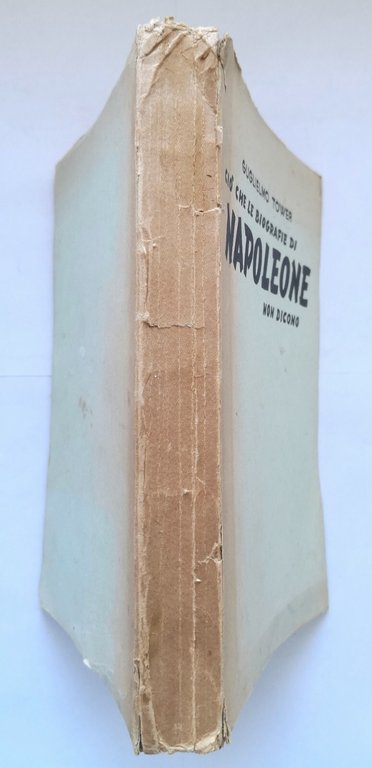 GUGLIELMO TOWER
CIÒ CHE LE BIOGRAFIE DI
NAPOLEONE
NON DICONO